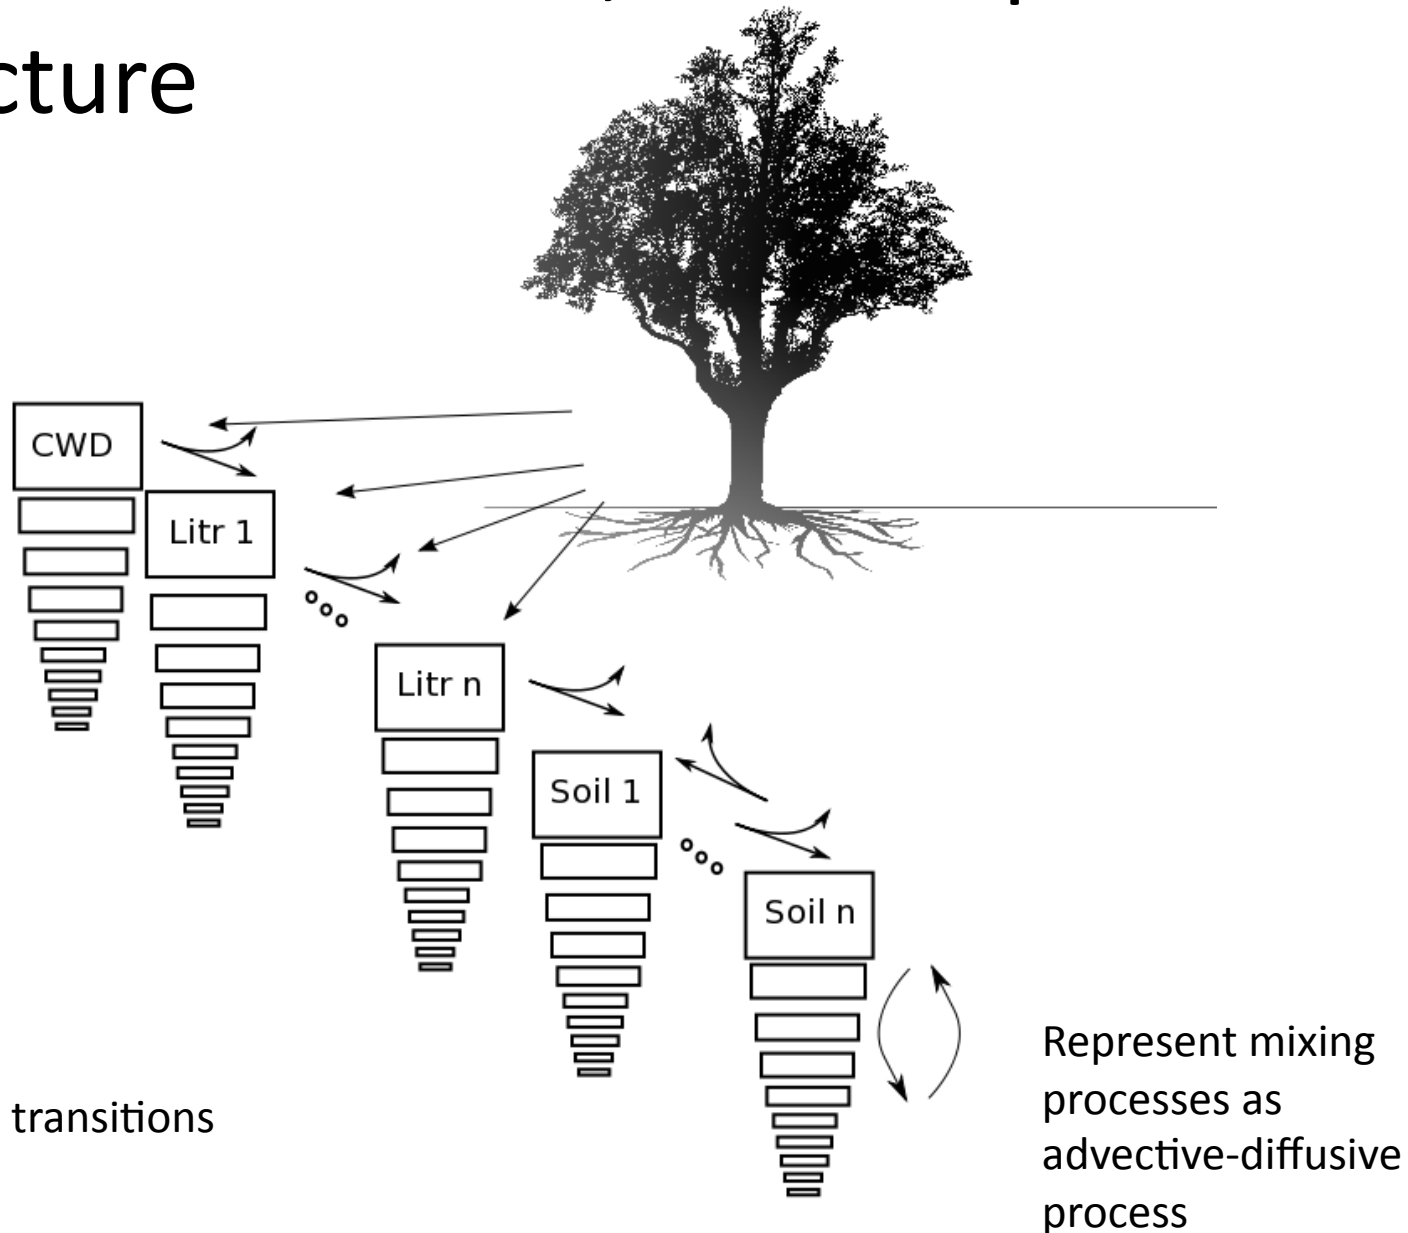 cture
CWD
Litr 1
Litr n
Soil 1
Soil n
Represent mixing
processes as
advective-diffusive
process
transitions